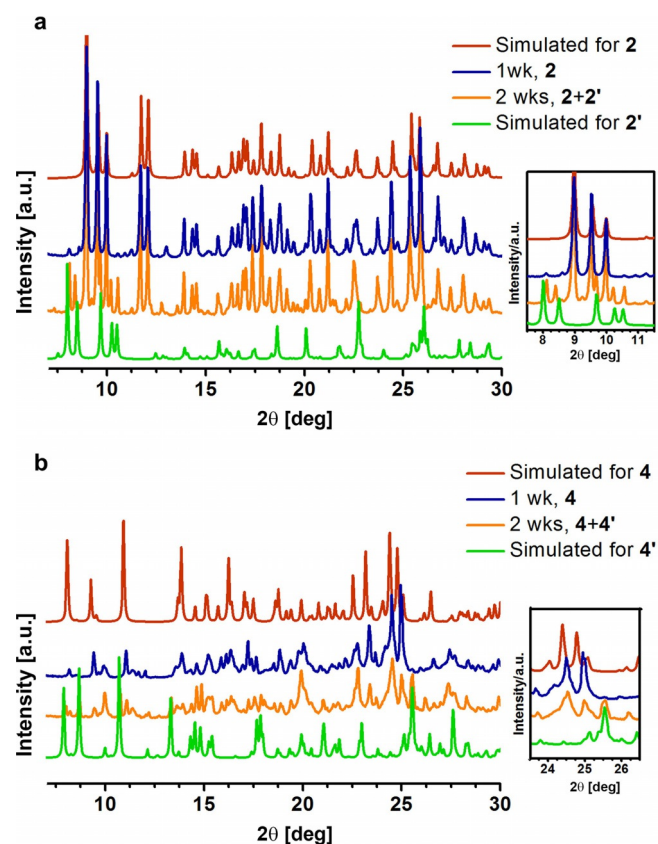 a
Simulated for 2
1wk, 2
2 wks, 2+2'
Simulated for 2'
Intensity [a.u.]
10 15 20 25 30
2θ [deg]
Intensity/a.u.
8 9 10 11
2θ [deg]
b
Simulated for 4
1 wk, 4
2 wks, 4+4'
Simulated for 4'
Intensity [a.u.]
10 15 20 25 30
2θ [deg]
Intensity/a.u.
24 25 26
2θ [deg]